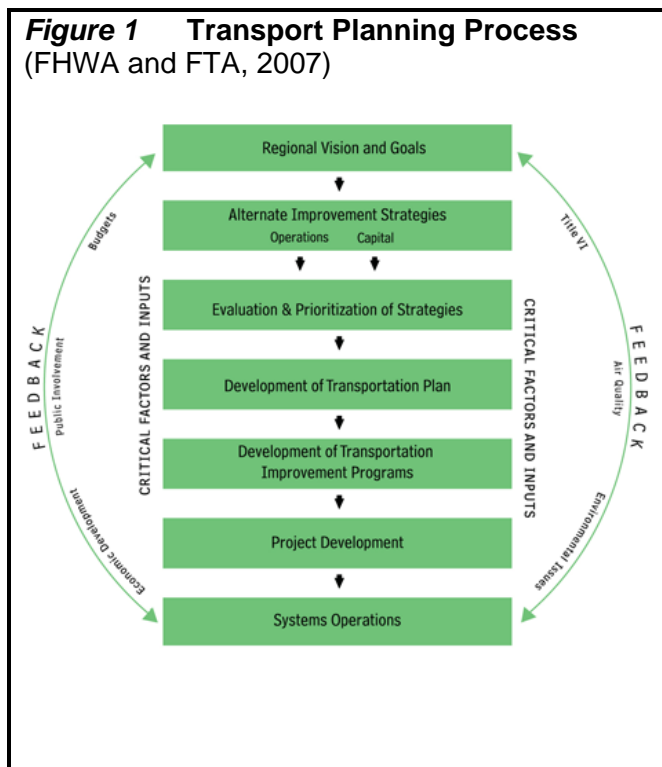 Figure 1 Transport Planning Process
(FHWA and FTA, 2007)
Regional Vision and Goals
Alternate Improvement Strategies
Operations Capital
Evaluation & Prioritization of Strategies
Development of Transportation Plan
Development of Transportation
Improvement Programs
Project Development
Systems Operations
FEEDBACK
Budgets
Public Involvement
Economic Development
CRITICAL FACTORS AND INPUTS
CRITICAL FACTORS AND INPUTS
Title VI
Air Quality
Environmental Issues
FEEDBACK